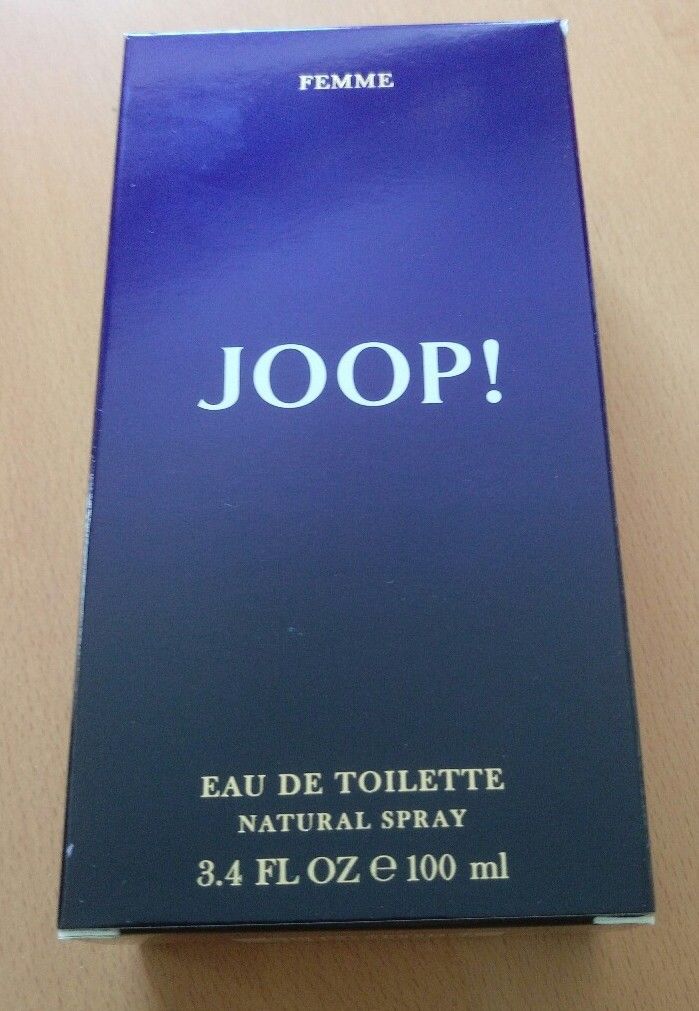 FEMME
JOOP!
EAU DE TOILETTE
NATURAL SPRAY
3.4 FL OZ ℮ 100 ml